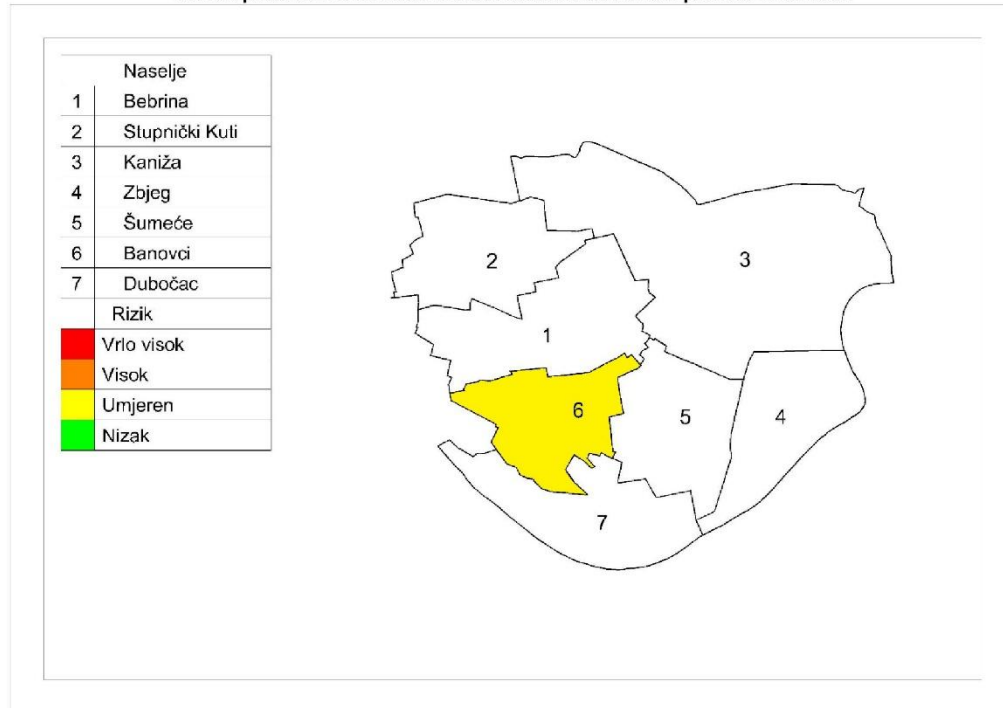 Naselje
1 Bebrina
2 Stupnički Kuti
3 Kaniža
4 Zbjeg
5 Šumeće
6 Banovci
7 Dubočac
Rizik
Vrlo visok
Visok
Umjeren
Nizak
2
3
1
6
5
4
7